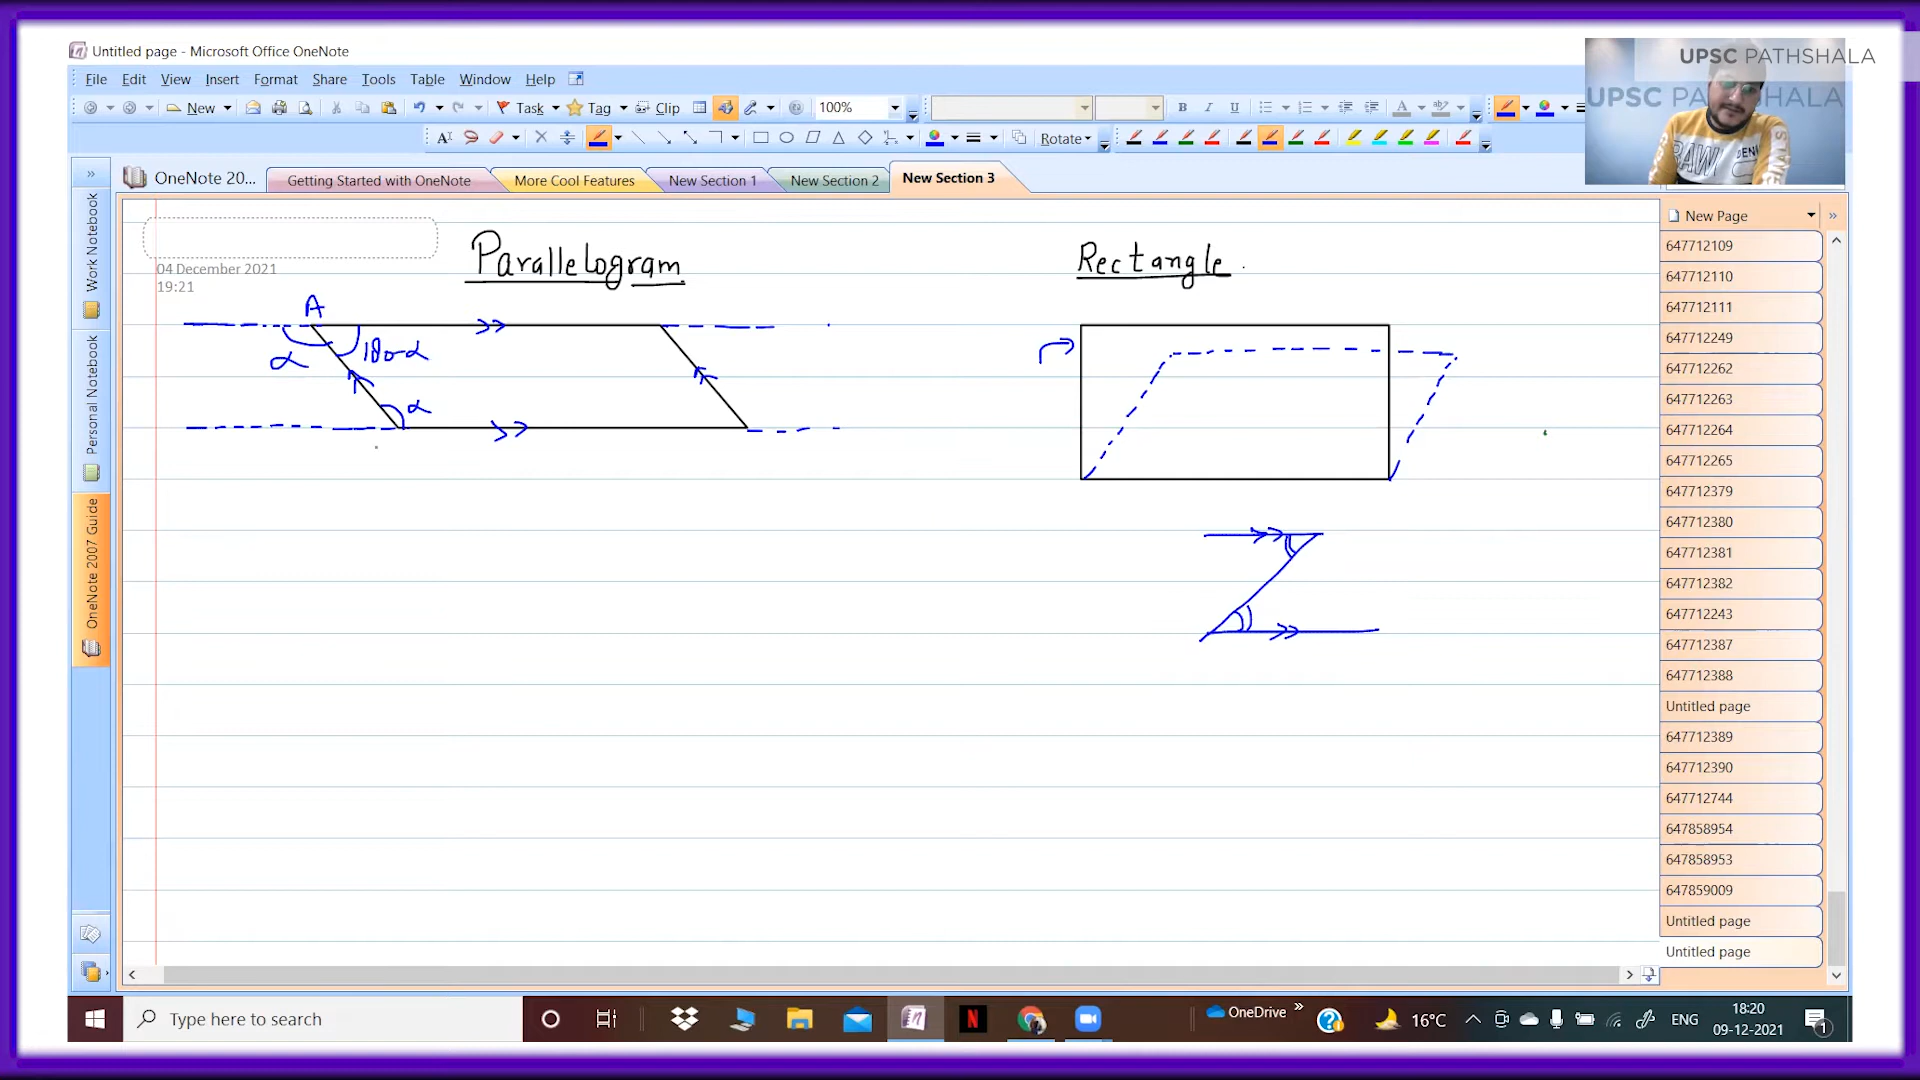 Untitled page - Microsoft Office OneNote
UPSC PATHSHALA
UPSC PATHSHALA
File Edit View Insert Format Share Tools Table Window Help
New Task Tag Clip 100% B I U
Rotate
OneNote 20... Getting Started with OneNote More Cool Features New Section 1 New Section 2 New Section 3
Work Notebook
Personal Notebook
OneNote 2007 Guide
04 December 2021
19:21
Parallelogram
Rectangle
A
α
180-α
α
New Page
647712109
647712110
647712111
647712249
647712262
647712263
647712264
647712265
647712379
647712380
647712381
647712382
647712243
647712387
647712388
Untitled page
647712389
647712390
647712744
647858954
647858953
647859009
Untitled page
Untitled page
Type here to search
OneDrive
16°C
ENG
18:20
09-12-2021
1